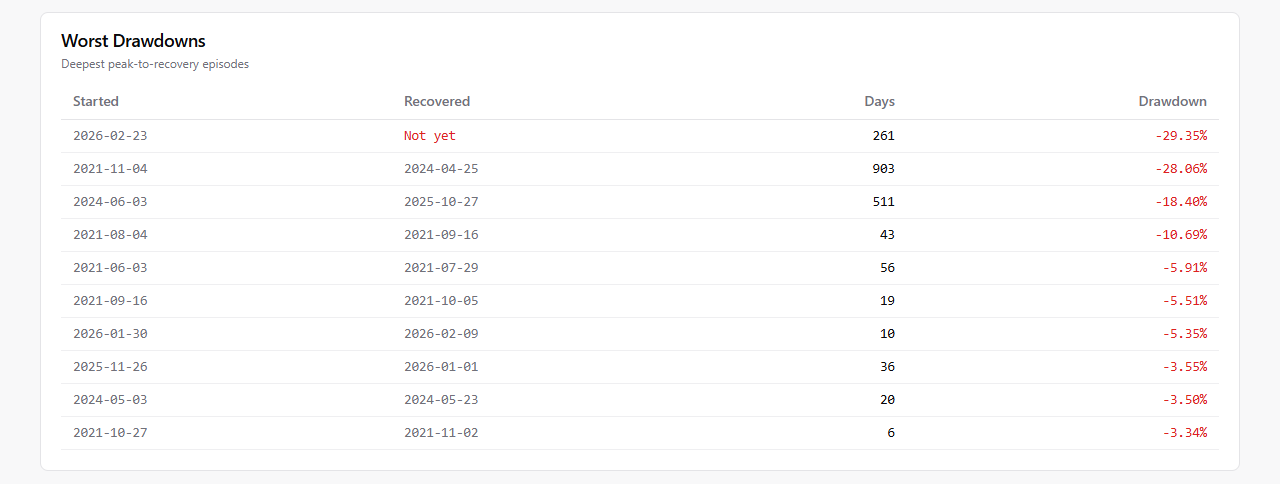 Worst Drawdowns
Deepest peak-to-recovery episodes
Started Recovered Days Drawdown
2026-02-23 Not yet 261 -29.35%
2021-11-04 2024-04-25 903 -28.06%
2024-06-03 2025-10-27 511 -18.40%
2021-08-04 2021-09-16 43 -10.69%
2021-06-03 2021-07-29 56 -5.91%
2021-09-16 2021-10-05 19 -5.51%
2026-01-30 2026-02-09 10 -5.35%
2025-11-26 2026-01-01 36 -3.55%
2024-05-03 2024-05-23 20 -3.50%
2021-10-27 2021-11-02 6 -3.34%